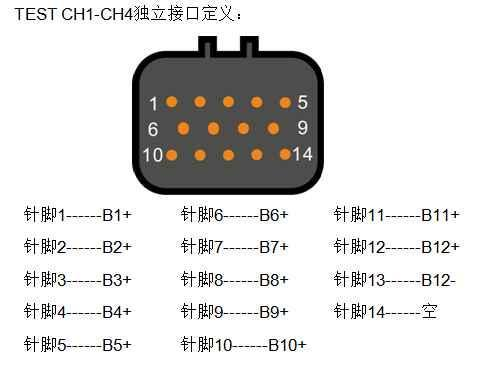 TEST CH1-CH4独立接口定义：
1 5
6 9
10 14
针脚1------B1+ 针脚6------B6+ 针脚11------B11+
针脚2------B2+ 针脚7------B7+ 针脚12------B12+
针脚3------B3+ 针脚8------B8+ 针脚13------B12-
针脚4------B4+ 针脚9------B9+ 针脚14------空
针脚5------B5+ 针脚10------B10+